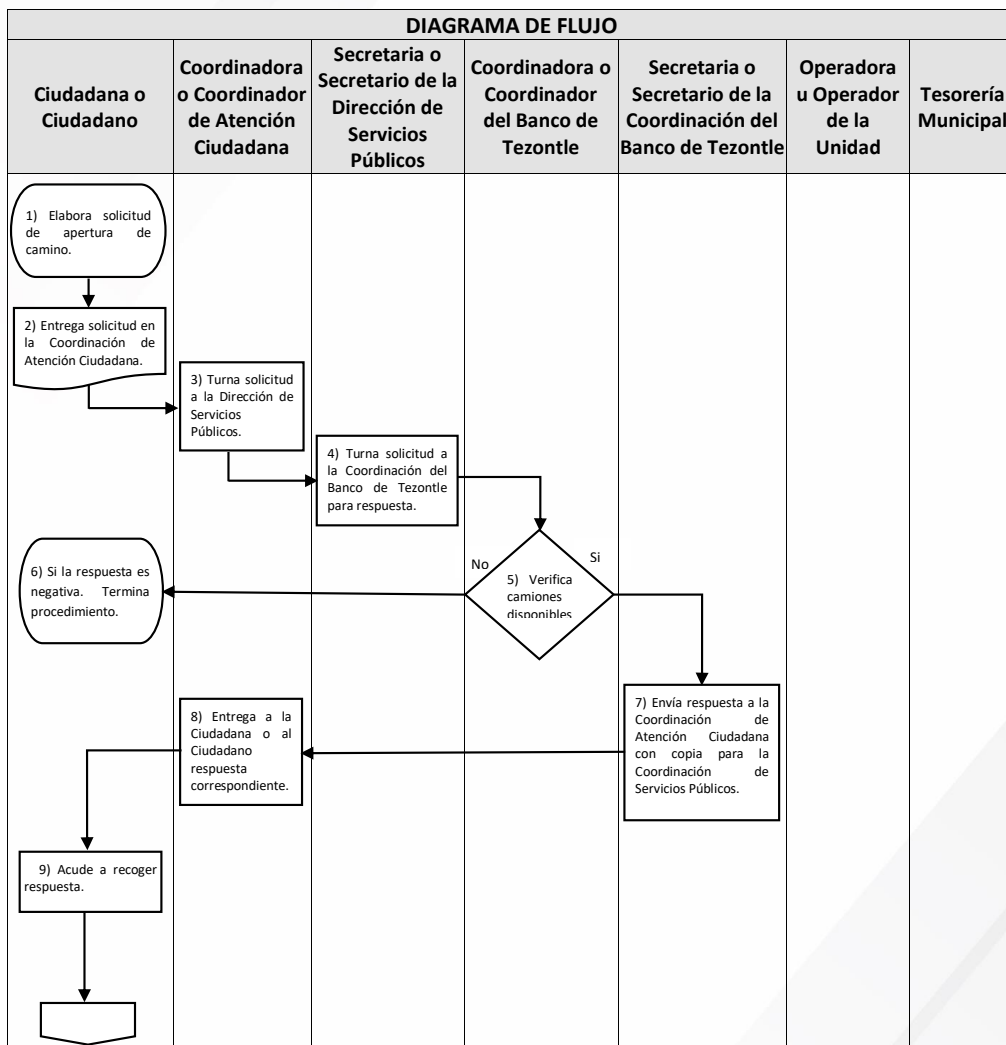 DIAGRAMA DE FLUJO
Ciudadana o
Ciudadano
Coordinadora
o Coordinador
de Atención
Ciudadana
Secretaria o
Secretario de la
Dirección de
Servicios
Públicos
Coordinadora o
Coordinador
del Banco de
Tezontle
Secretaria o
Secretario de la
Coordinación del
Banco de Tezontle
Operadora
u Operador
de la
Unidad
Tesorería
Municipal
1) Elabora solicitud
de apertura de
camino.
2) Entrega solicitud en
la Coordinación de
Atención Ciudadana.
3) Turna solicitud
a la Dirección de
Servicios
Públicos.
4) Turna solicitud a
la Coordinación del
Banco de Tezontle
para respuesta.
No
Si
5) Verifica
camiones
disponibles
6) Si la respuesta es
negativa. Termina
procedimiento.
7) Envía respuesta a la
Coordinación de
Atención Ciudadana
con copia para la
Coordinación de
Servicios Públicos.
8) Entrega a la
Ciudadana o al
Ciudadano
respuesta
correspondiente.
9) Acude a recoger
respuesta.